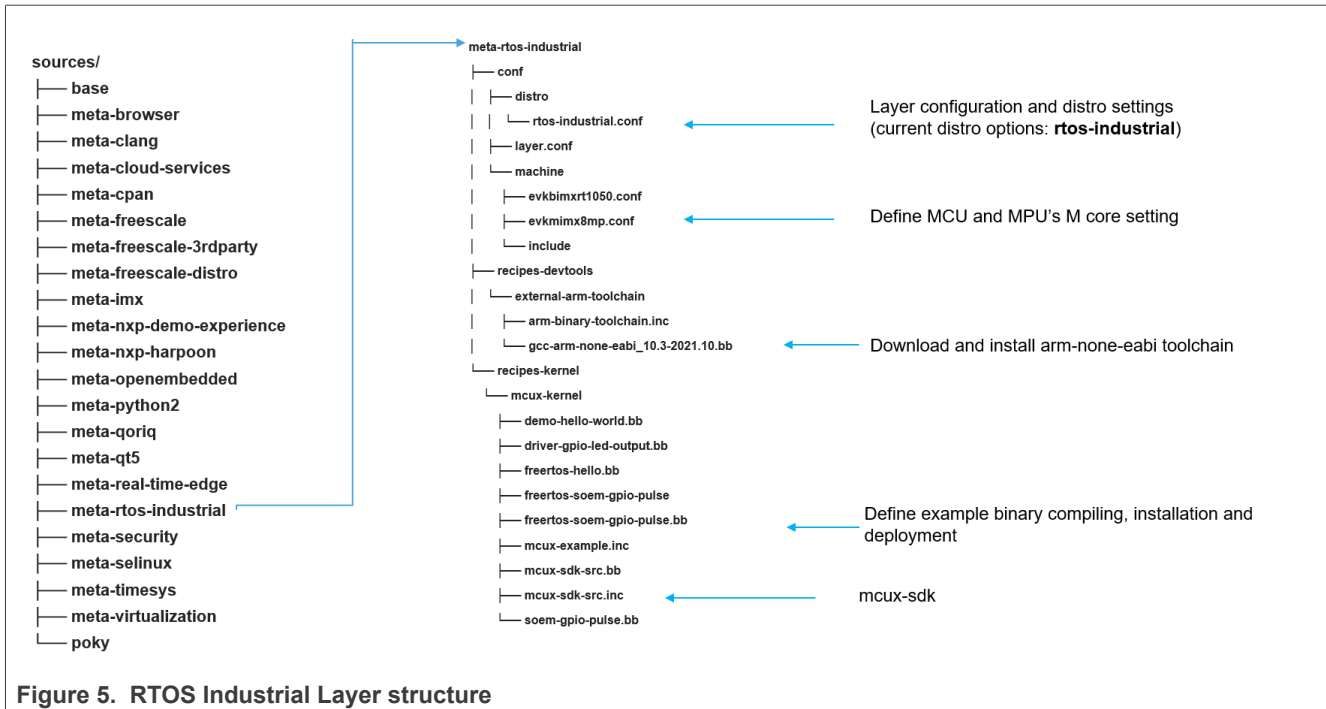 sources/
├── base
├── meta-browser
├── meta-clang
├── meta-cloud-services
├── meta-cpan
├── meta-freescale
├── meta-freescale-3rdparty
├── meta-freescale-distro
├── meta-imx
├── meta-nxp-demo-experience
├── meta-nxp-harpoon
├── meta-openembedded
├── meta-python2
├── meta-qoriq
├── meta-qt5
├── meta-real-time-edge
├── meta-rtos-industrial
├── meta-security
├── meta-selinux
├── meta-timesys
├── meta-virtualization
└── poky
meta-rtos-industrial
├── conf
│ ├── distro
│ │ └── rtos-industrial.conf
│ ├── layer.conf
│ └── machine
│ ├── evkbimxrt1050.conf
│ ├── evkmimx8mp.conf
│ └── include
├── recipes-devtools
│ └── external-arm-toolchain
│ ├── arm-binary-toolchain.inc
│ └── gcc-arm-none-eabi_10.3-2021.10.bb
└── recipes-kernel
└── mcux-kernel
├── demo-hello-world.bb
├── driver-gpio-led-output.bb
├── freertos-hello.bb
├── freertos-soem-gpio-pulse
├── freertos-soem-gpio-pulse.bb
├── mcux-example.inc
├── mcux-sdk-src.bb
├── mcux-sdk-src.inc
└── soem-gpio-pulse.bb
Layer configuration and distro settings
(current distro options: rtos-industrial)
Define MCU and MPU's M core setting
Download and install arm-none-eabi toolchain
Define example binary compiling, installation and
deployment
mcux-sdk
Figure 5. RTOS Industrial Layer structure